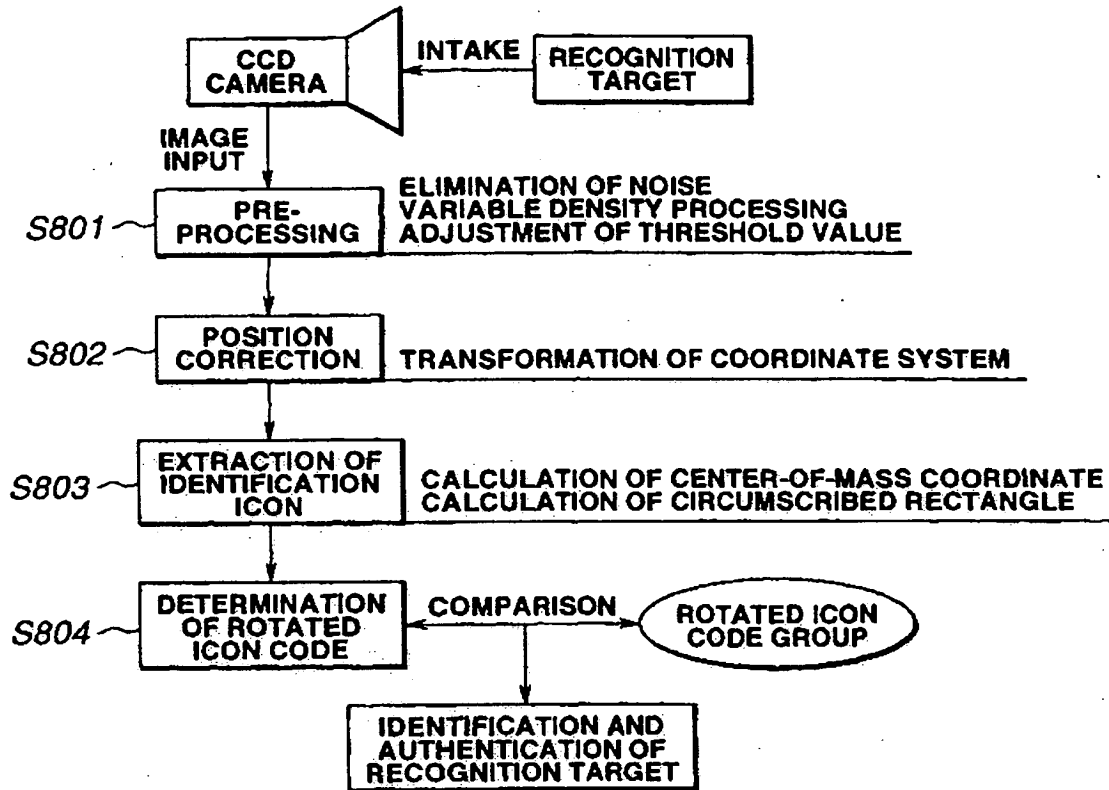 CCD
CAMERA
INTAKE
RECOGNITION
TARGET
IMAGE
INPUT
S801
PRE-
PROCESSING
ELIMINATION OF NOISE
VARIABLE DENSITY PROCESSING
ADJUSTMENT OF THRESHOLD VALUE
S802
POSITION
CORRECTION
TRANSFORMATION OF COORDINATE SYSTEM
S803
EXTRACTION OF
IDENTIFICATION
ICON
CALCULATION OF CENTER-OF-MASS COORDINATE
CALCULATION OF CIRCUMSCRIBED RECTANGLE
S804
DETERMINATION
OF ROTATED
ICON CODE
COMPARISON
ROTATED ICON
CODE GROUP
IDENTIFICATION AND
AUTHENTICATION OF
RECOGNITION TARGET